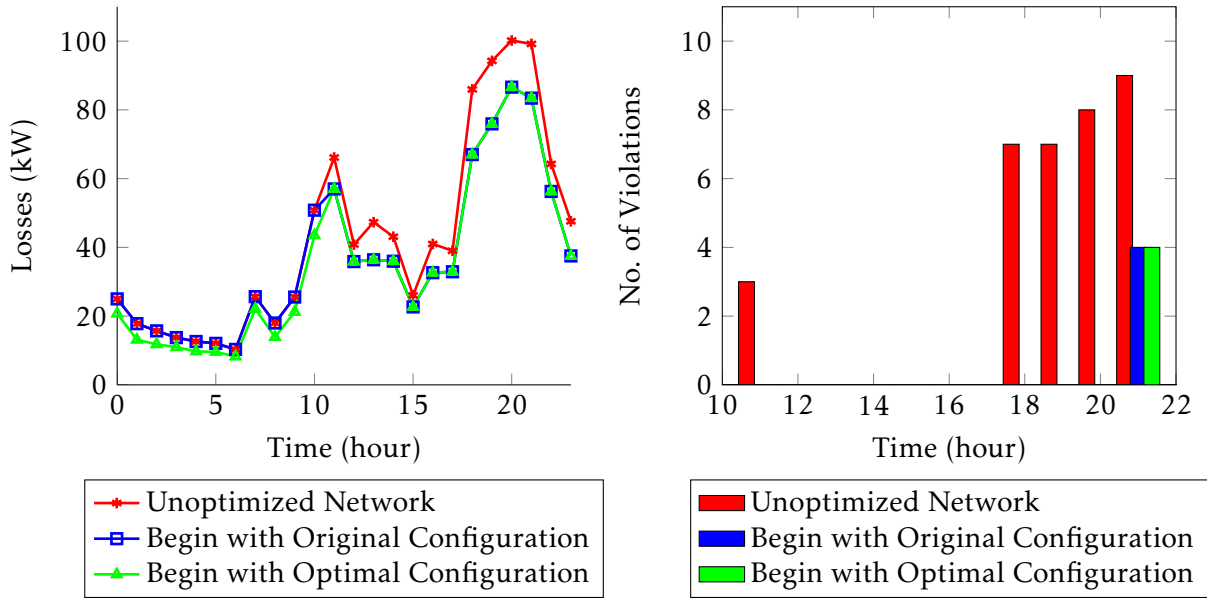 Losses (kW)
100
80
60
40
20
0
0 5 10 15 20
Time (hour)
Unoptimized Network
Begin with Original Configuration
Begin with Optimal Configuration
No. of Violations
10
8
6
4
2
0
10 12 14 16 18 20 22
Time (hour)
Unoptimized Network
Begin with Original Configuration
Begin with Optimal Configuration